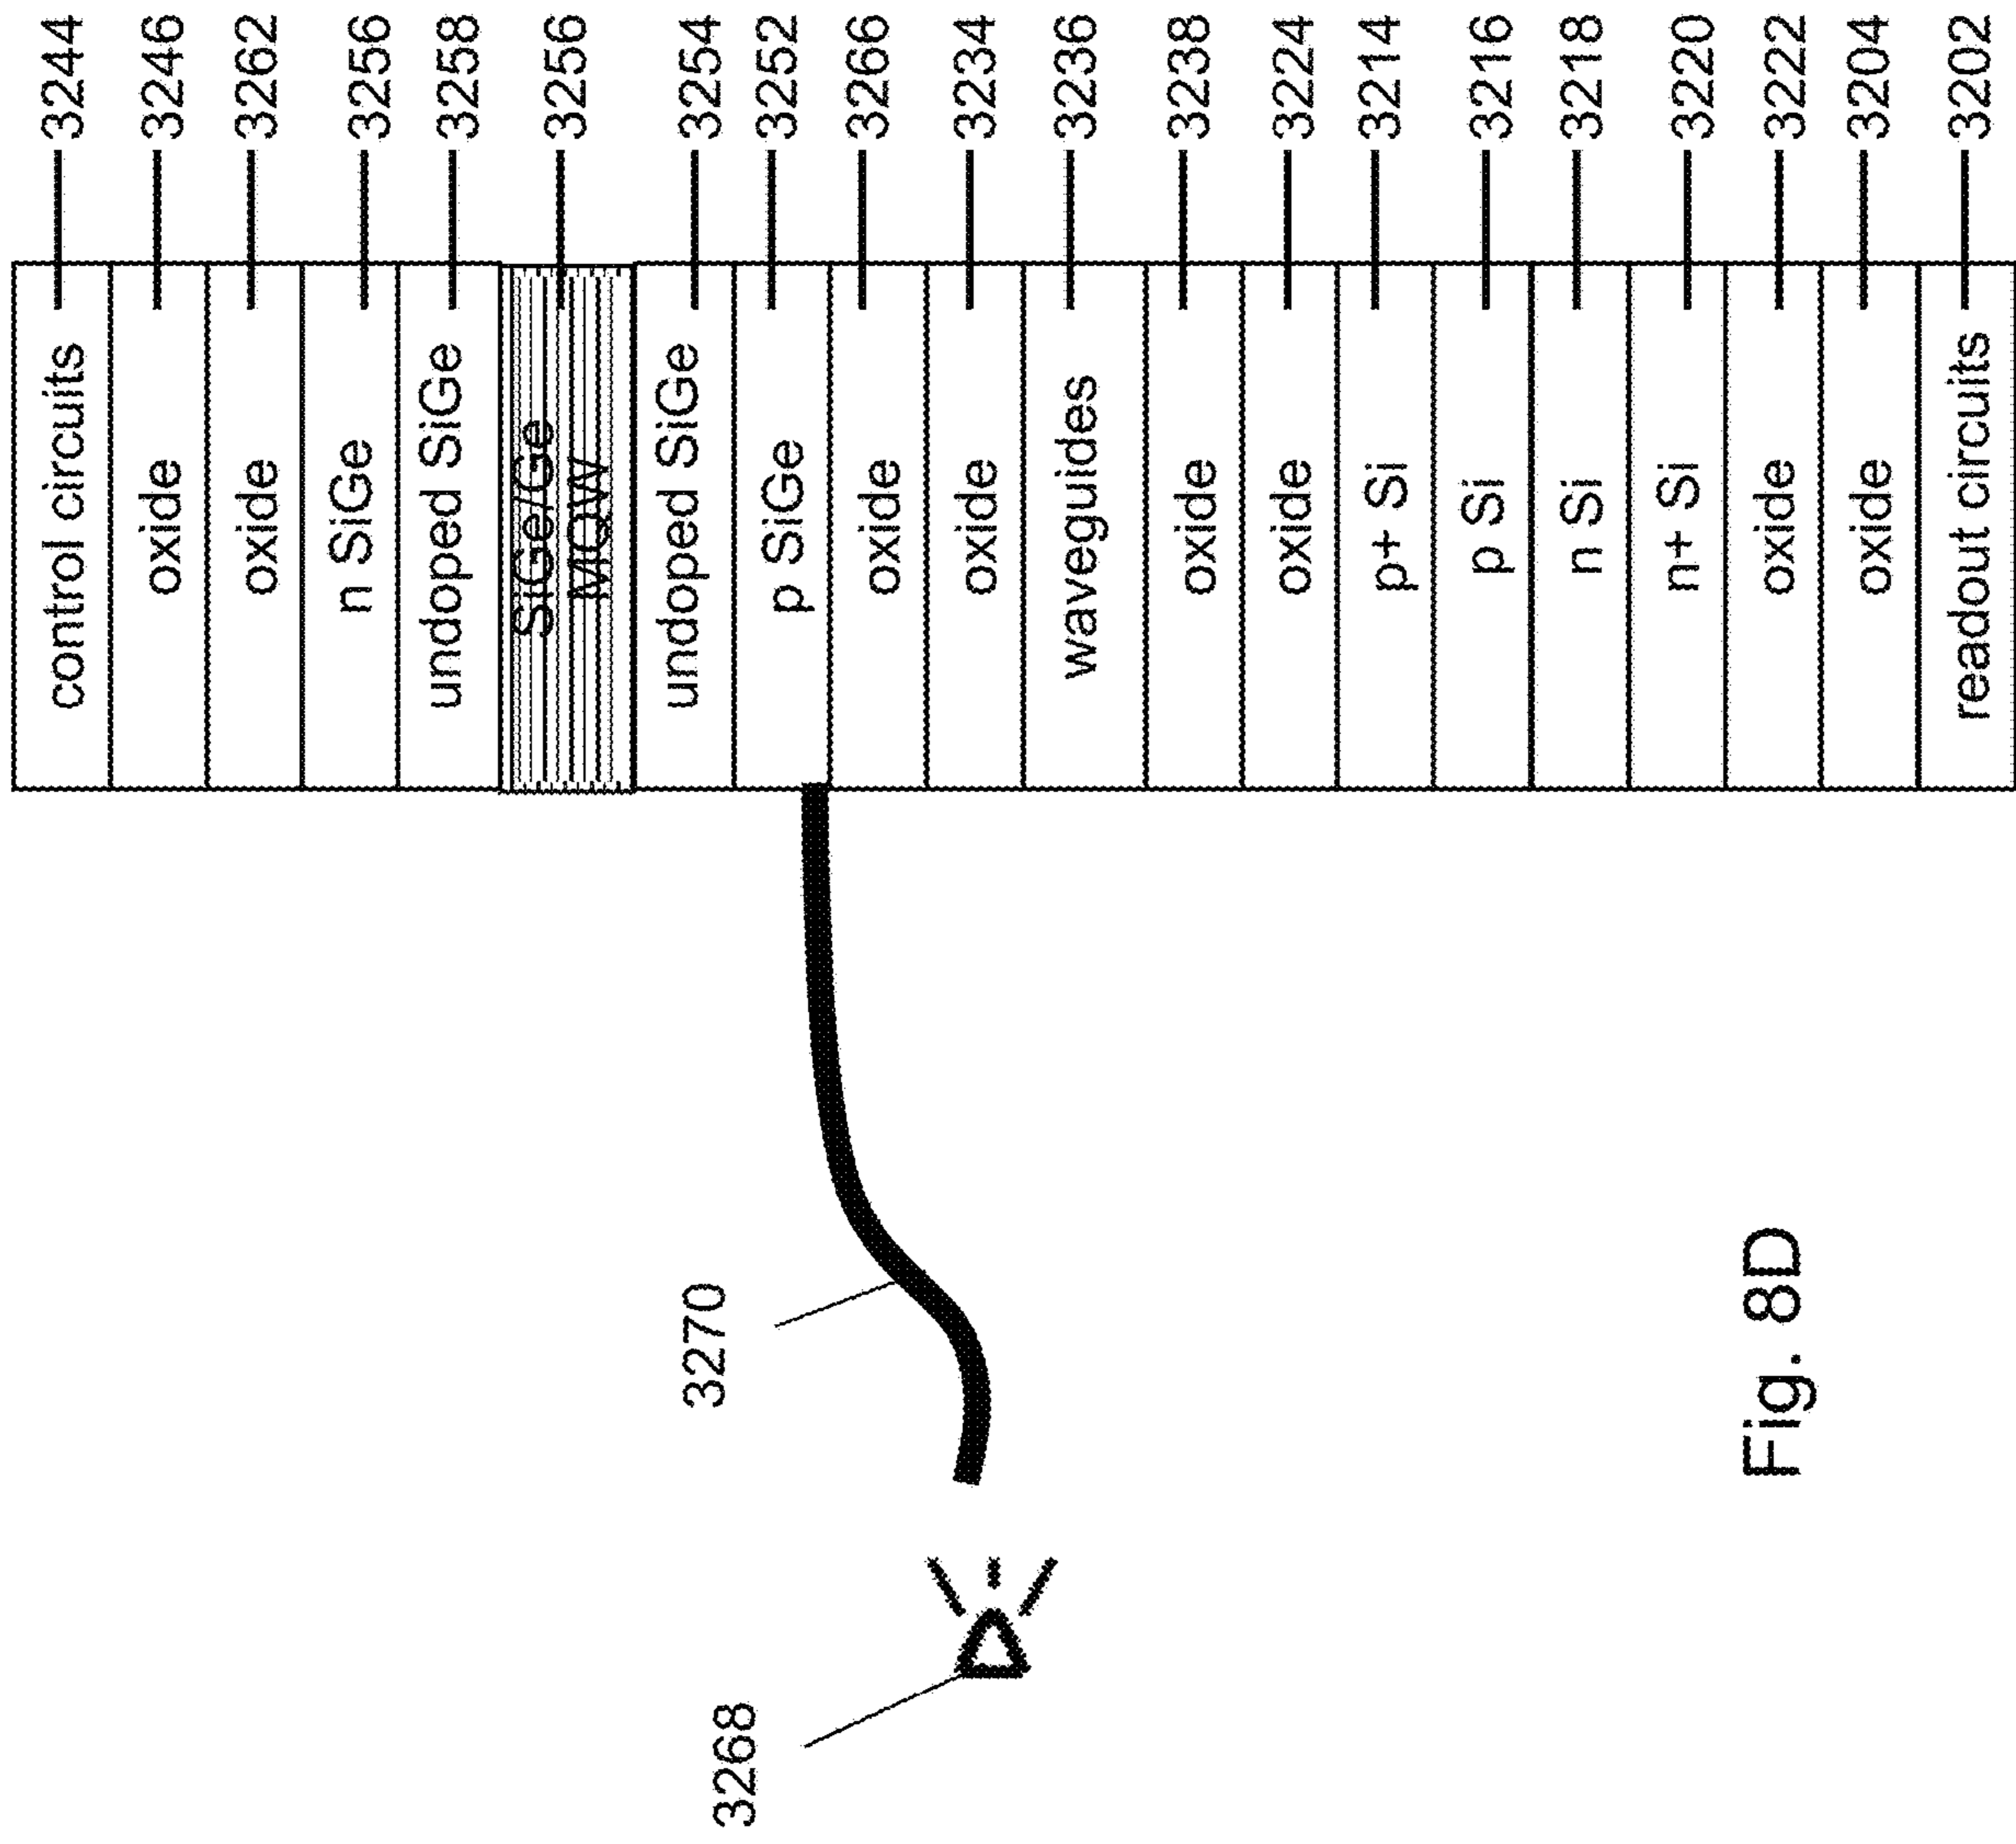 control circuits 3244
oxide 3246
oxide 3262
n SiGe 3256
undoped SiGe 3258
SiGe/Ge
MQW 3256
undoped SiGe 3254
p SiGe 3252
oxide 3266
oxide 3234
waveguides 3236
oxide 3238
oxide 3224
p+ Si 3214
p Si 3216
n Si 3218
n+ Si 3220
oxide 3222
oxide 3204
readout circuits 3202
3270
3268
Fig. 8D